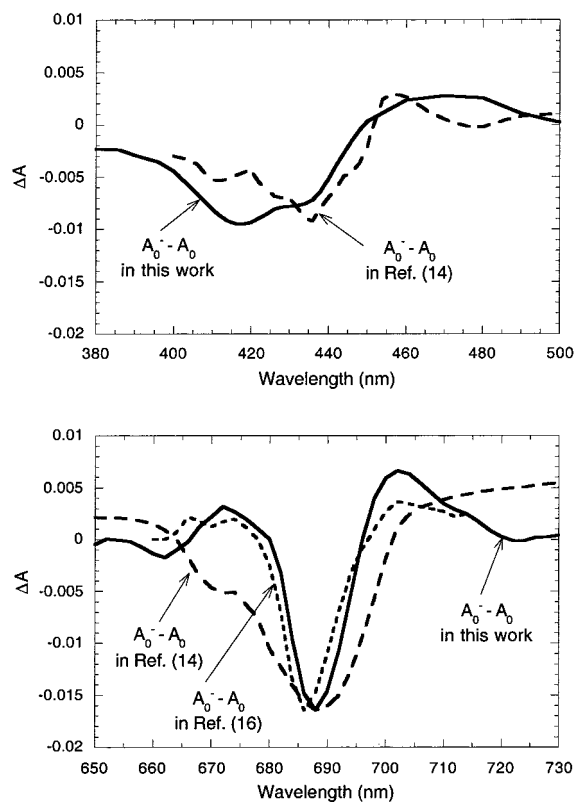 0.01
0.005
0
-0.005
-0.01
-0.015
-0.02
ΔA
A₀⁻ - A₀
in this work
A₀⁻ - A₀
in Ref. (14)
380 400 420 440 460 480 500
Wavelength (nm)
0.01
0.005
0
-0.005
-0.01
-0.015
-0.02
ΔA
A₀⁻ - A₀
in Ref. (14)
A₀⁻ - A₀
in Ref. (16)
A₀⁻ - A₀
in this work
650 660 670 680 690 700 710 720 730
Wavelength (nm)